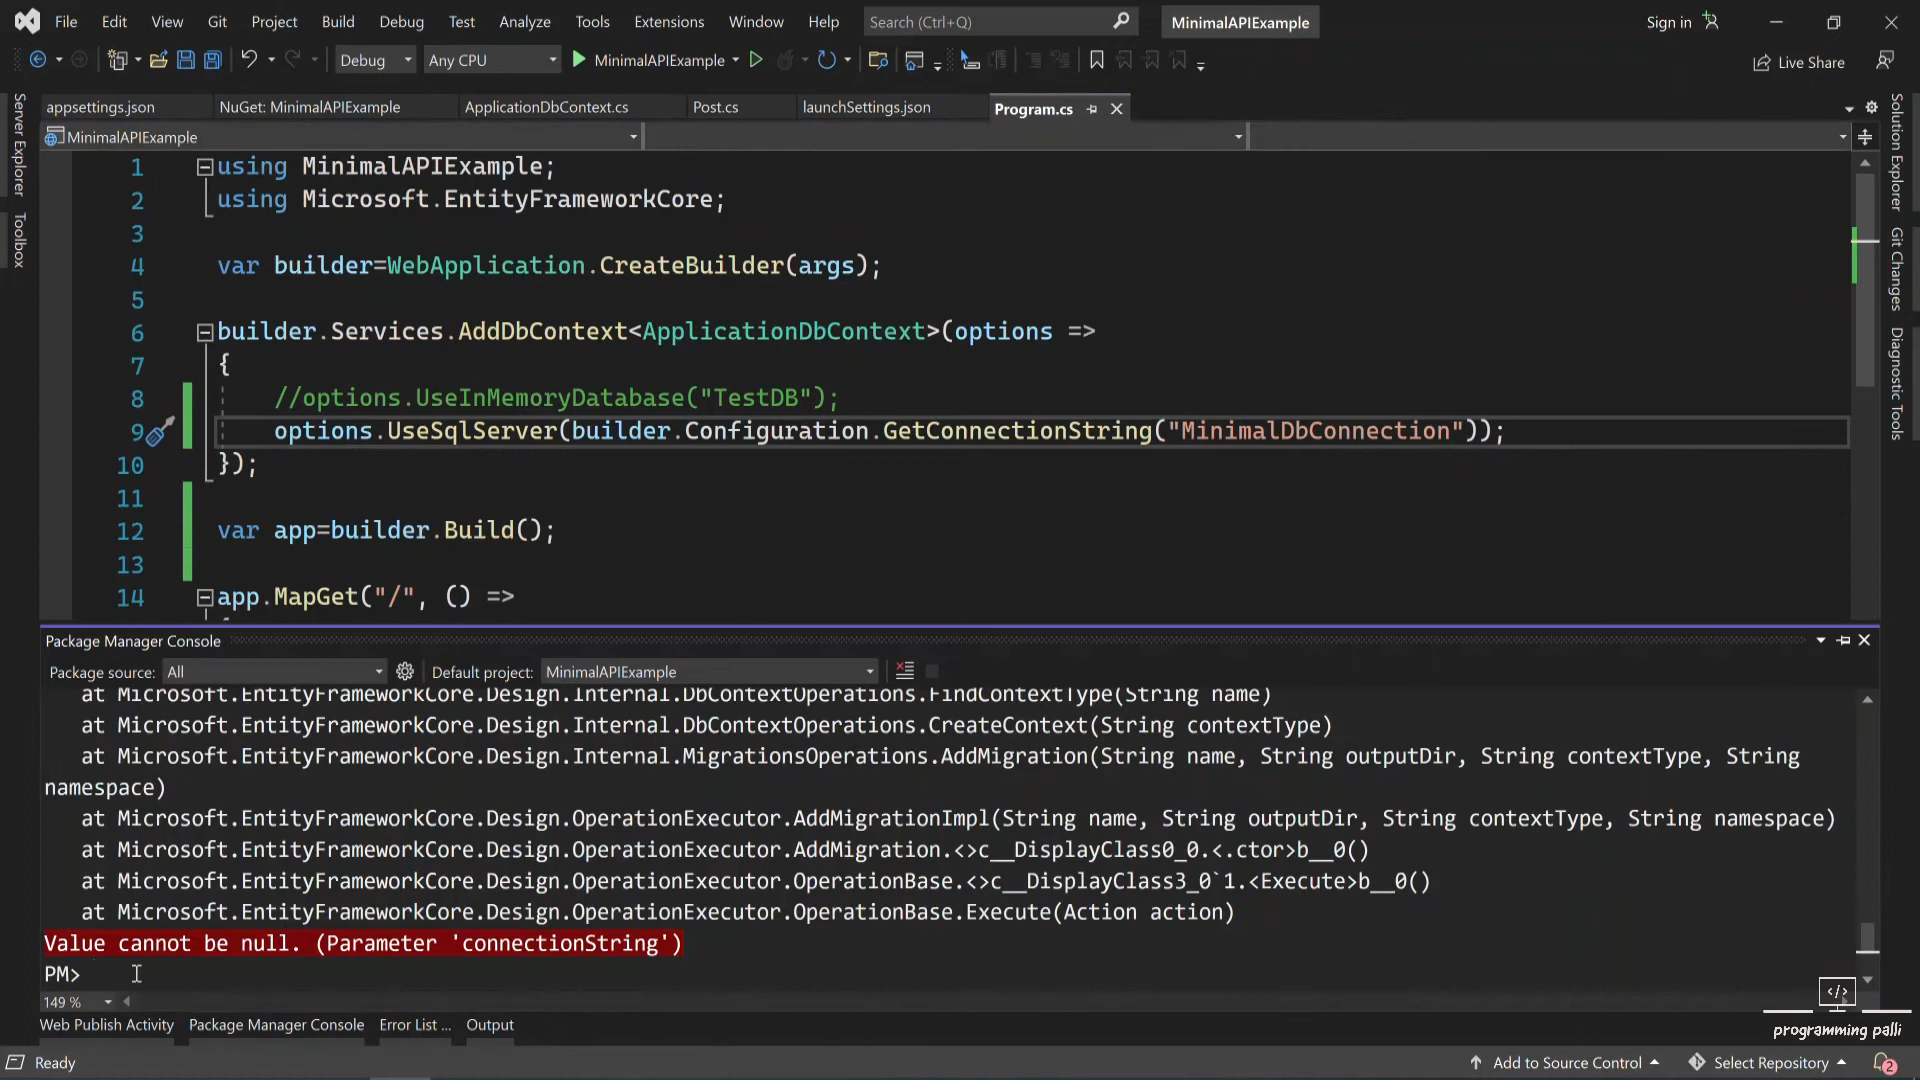 File Edit View Git Project Build Debug Test Analyze Tools Extensions Window Help Search (Ctrl+Q) MinimalAPIExample Sign in
Debug Any CPU MinimalAPIExample Live Share
appsettings.json NuGet: MinimalAPIExample ApplicationDbContext.cs Post.cs launchSettings.json Program.cs
MinimalAPIExample
Server Explorer
Toolbox
1 using MinimalAPIExample;
2 using Microsoft.EntityFrameworkCore;
3
4 var builder=WebApplication.CreateBuilder(args);
5
6 builder.Services.AddDbContext<ApplicationDbContext>(options =>
7 {
8 //options.UseInMemoryDatabase("TestDB");
9 options.UseSqlServer(builder.Configuration.GetConnectionString("MinimalDbConnection"));
10 });
11
12 var app=builder.Build();
13
14 app.MapGet("/", () =>
Solution Explorer
Git Changes
Diagnostic Tools
Package Manager Console
Package source: All Default project: MinimalAPIExample
at Microsoft.EntityFrameworkCore.Design.Internal.DbContextOperations.FindContextType(String name)
at Microsoft.EntityFrameworkCore.Design.Internal.DbContextOperations.CreateContext(String contextType)
at Microsoft.EntityFrameworkCore.Design.Internal.MigrationsOperations.AddMigration(String name, String outputDir, String contextType, String
namespace)
at Microsoft.EntityFrameworkCore.Design.OperationExecutor.AddMigrationImpl(String name, String outputDir, String contextType, String namespace)
at Microsoft.EntityFrameworkCore.Design.OperationExecutor.AddMigration.<>c__DisplayClass0_0.<.ctor>b__0()
at Microsoft.EntityFrameworkCore.Design.OperationExecutor.OperationBase.<>c__DisplayClass3_0`1.<Execute>b__0()
at Microsoft.EntityFrameworkCore.Design.OperationExecutor.OperationBase.Execute(Action action)
Value cannot be null. (Parameter 'connectionString')
PM>
149 %
</>
programming palli
Web Publish Activity Package Manager Console Error List ... Output
Ready Add to Source Control Select Repository 2